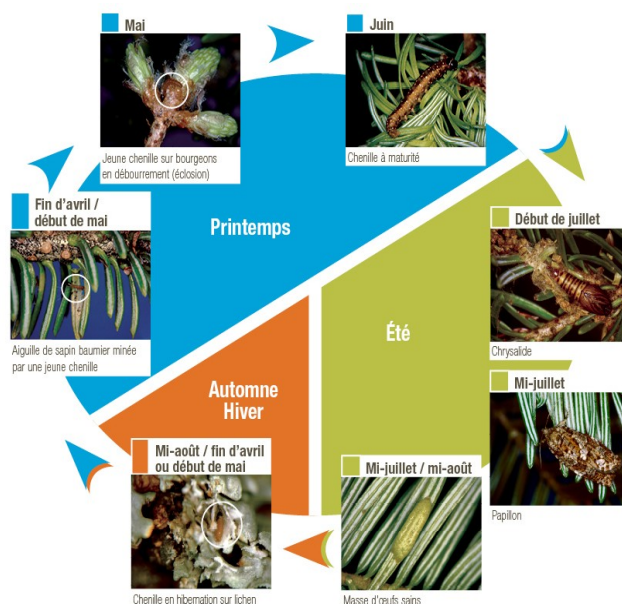 Mai
Juin
Jeune chenille sur bourgeons
en débourrement (éclosion)
Chenille à maturité
Fin d'avril /
début de mai
Printemps
Début de juillet
Aiguille de sapin baumier minée
par une jeune chenille
Été
Chrysalide
Automne
Hiver
Mi-juillet
Mi-août / fin d'avril
ou début de mai
Mi-juillet / mi-août
Papillon
Chenille en hibernation sur lichen
Masse d'œufs sains